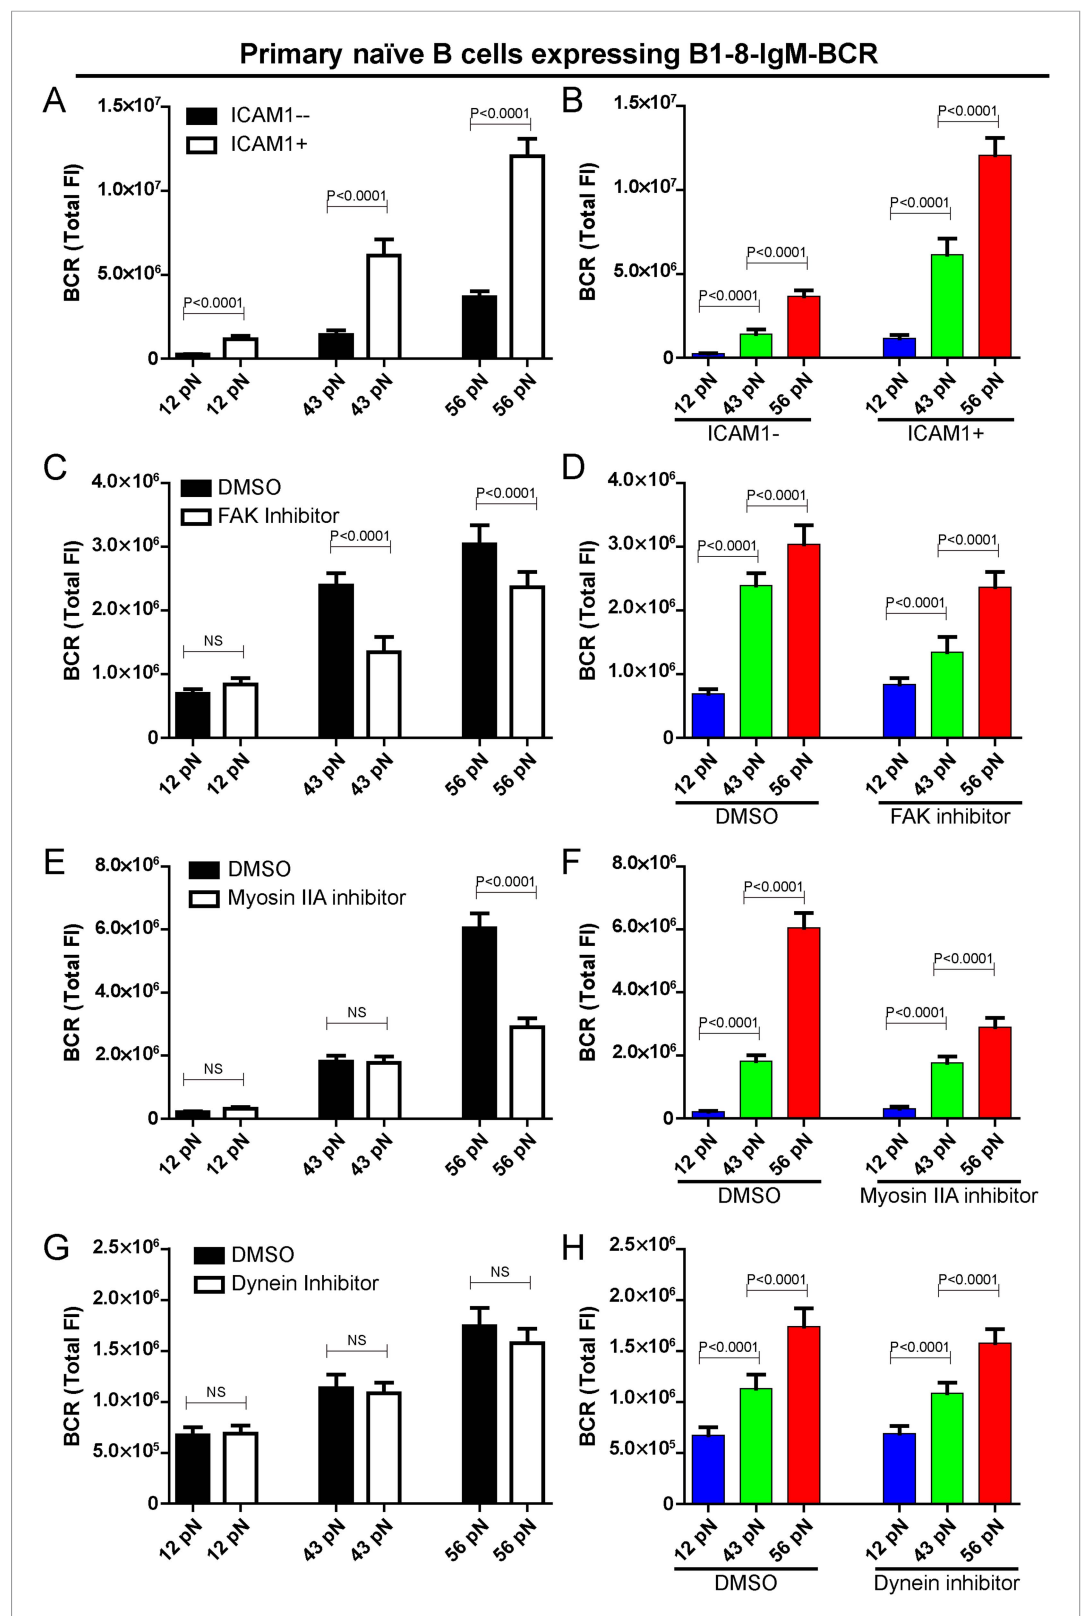 Primary naïve B cells expressing B1-8-IgM-BCR
A
BCR (Total FI)
1.5×10⁷
1.0×10⁷
5.0×10⁶
0
ICAM1--
ICAM1+
P<0.0001
P<0.0001
P<0.0001
12 pN
12 pN
43 pN
43 pN
56 pN
56 pN
B
BCR (Total FI)
1.5×10⁷
1.0×10⁷
5.0×10⁶
0
P<0.0001
P<0.0001
P<0.0001
P<0.0001
12 pN
43 pN
56 pN
12 pN
43 pN
56 pN
ICAM1-
ICAM1+
C
BCR (Total FI)
4.0×10⁶
3.0×10⁶
2.0×10⁶
1.0×10⁶
0
DMSO
FAK Inhibitor
NS
P<0.0001
P<0.0001
12 pN
12 pN
43 pN
43 pN
56 pN
56 pN
D
BCR (Total FI)
4.0×10⁶
3.0×10⁶
2.0×10⁶
1.0×10⁶
0
P<0.0001
P<0.0001
P<0.0001
P<0.0001
12 pN
43 pN
56 pN
12 pN
43 pN
56 pN
DMSO
FAK inhibitor
E
BCR (Total FI)
8.0×10⁶
6.0×10⁶
4.0×10⁶
2.0×10⁶
0
DMSO
Myosin IIA inhibitor
NS
NS
P<0.0001
12 pN
12 pN
43 pN
43 pN
56 pN
56 pN
F
BCR (Total FI)
8.0×10⁶
6.0×10⁶
4.0×10⁶
2.0×10⁶
0
P<0.0001
P<0.0001
P<0.0001
P<0.0001
12 pN
43 pN
56 pN
12 pN
43 pN
56 pN
DMSO
Myosin IIA inhibitor
G
BCR (Total FI)
2.5×10⁶
2.0×10⁶
1.5×10⁶
1.0×10⁶
5.0×10⁵
0
DMSO
Dynein Inhibitor
NS
NS
NS
12 pN
12 pN
43 pN
43 pN
56 pN
56 pN
H
BCR (Total FI)
2.5×10⁶
2.0×10⁶
1.5×10⁶
1.0×10⁶
5.0×10⁵
0
P<0.0001
P<0.0001
P<0.0001
P<0.0001
12 pN
43 pN
56 pN
12 pN
43 pN
56 pN
DMSO
Dynein inhibitor